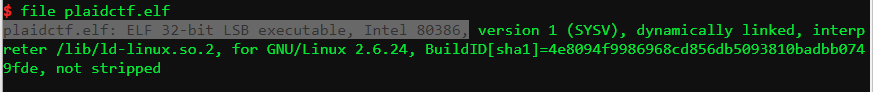 $ file plaidctf.elf
plaidctf.elf: ELF 32-bit LSB executable, Intel 80386, version 1 (SYSV), dynamically linked, interp
reter /lib/ld-linux.so.2, for GNU/Linux 2.6.24, BuildID[sha1]=4e8094f9986968cd856db5093810badbb074
9fde, not stripped